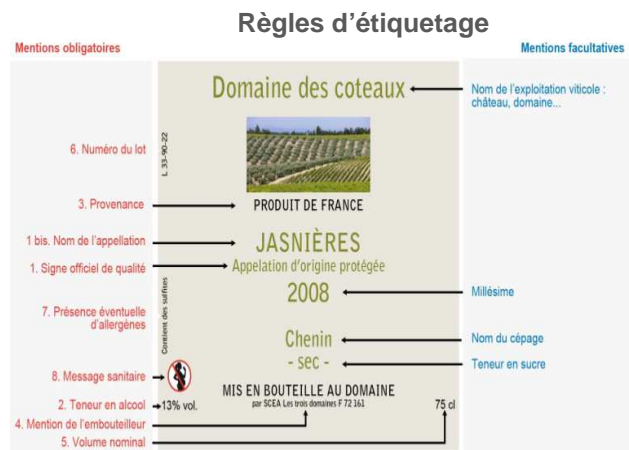 Règles d'étiquetage
Mentions obligatoires
Mentions facultatives
Domaine des coteaux
Nom de l'exploitation viticole :
château, domaine...
L 33-90-22
6. Numéro du lot
3. Provenance
PRODUIT DE FRANCE
1 bis. Nom de l'appellation
JASNIÈRES
1. Signe officiel de qualité
Appelation d'origine protégée
2008
Millésime
7. Présence éventuelle
d'allergènes
Contient des sulfites
Chenin
Nom du cépage
- sec -
Teneur en sucre
8. Message sanitaire
MIS EN BOUTEILLE AU DOMAINE
par SCEA Les trois domaines F 72 161
2. Teneur en alcool
13% vol.
75 cl
4. Mention de l'embouteilleur
5. Volume nominal